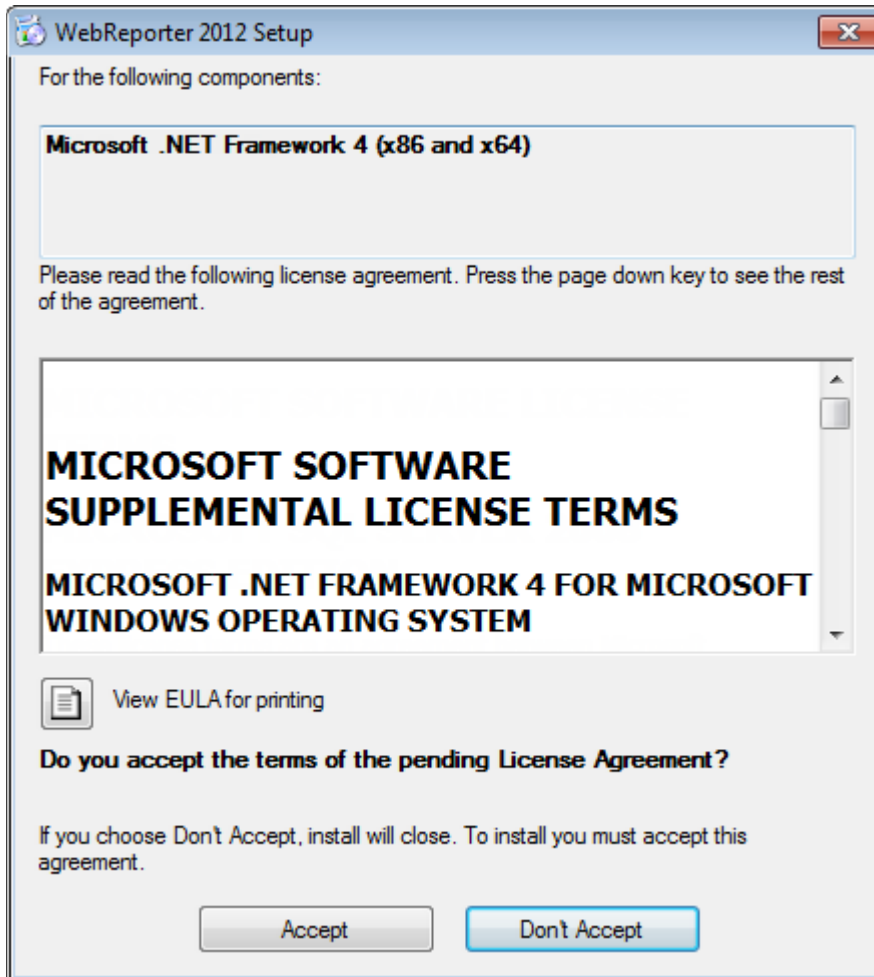 WebReporter 2012 Setup
For the following components:
Microsoft .NET Framework 4 (x86 and x64)
Please read the following license agreement. Press the page down key to see the rest
of the agreement.
MICROSOFT SOFTWARE
SUPPLEMENTAL LICENSE TERMS
MICROSOFT .NET FRAMEWORK 4 FOR MICROSOFT
WINDOWS OPERATING SYSTEM
View EULA for printing
Do you accept the terms of the pending License Agreement?
If you choose Don't Accept, install will close. To install you must accept this
agreement.
Accept
Don't Accept